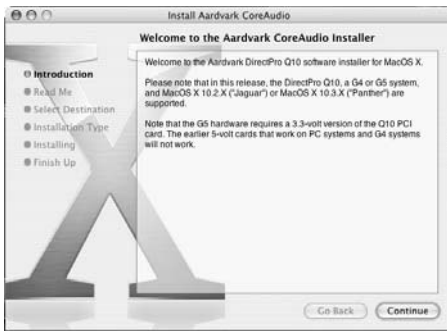 Install Aardvark CoreAudio
Welcome to the Aardvark CoreAudio Installer
Introduction
Read Me
Select Destination
Installation Type
Installing
Finish Up
Welcome to the Aardvark DirectPro Q10 software installer for MacOS X.
Please note that in this release, the DirectPro Q10, a G4 or G5 system,
and MacOS X 10.2.X ("Jaguar") or MacOS X 10.3.X ("Panther") are
supported.
Note that the G5 hardware requires a 3.3-volt version of the Q10 PCI
card. The earlier 5-volt cards that work on PC systems and G4 systems
will not work.
Go Back
Continue